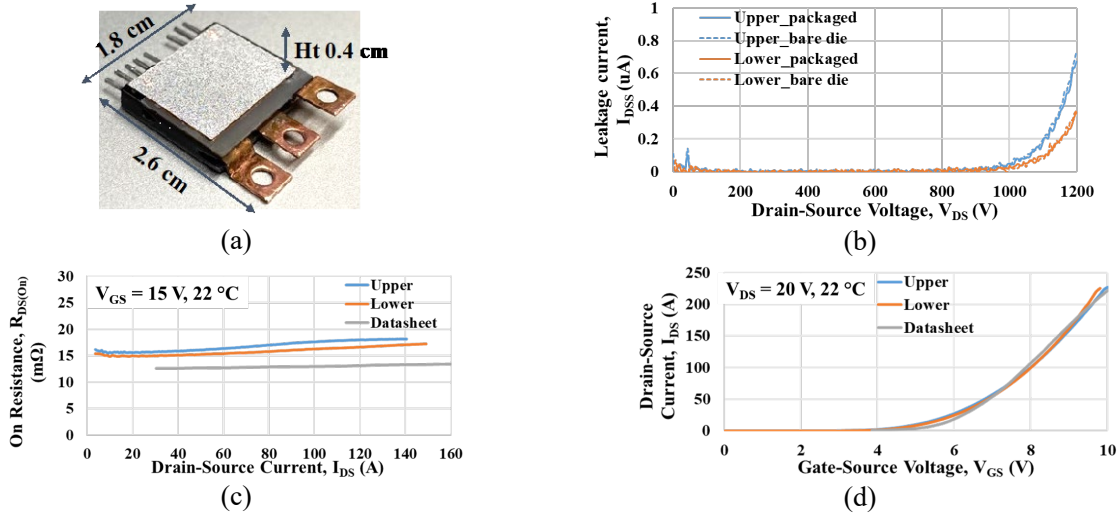 1.8 cm
Ht 0.4 cm
2.6 cm
(a)
Leakage current,
I_DSS (uA)
1
0.8
0.6
0.4
0.2
0
Upper_packaged
Upper_bare die
Lower_packaged
Lower_bare die
0 200 400 600 800 1000 1200
Drain-Source Voltage, V_DS (V)
(b)
On Resistance, R_DS(On)
(mΩ)
30
25
20
15
10
5
0
V_GS = 15 V, 22 °C
Upper
Lower
Datasheet
0 20 40 60 80 100 120 140 160
Drain-Source Current, I_DS (A)
(c)
Drain-Source
Current, I_DS (A)
250
200
150
100
50
0
V_DS = 20 V, 22 °C
Upper
Lower
Datasheet
0 2 4 6 8 10
Gate-Source Voltage, V_GS (V)
(d)